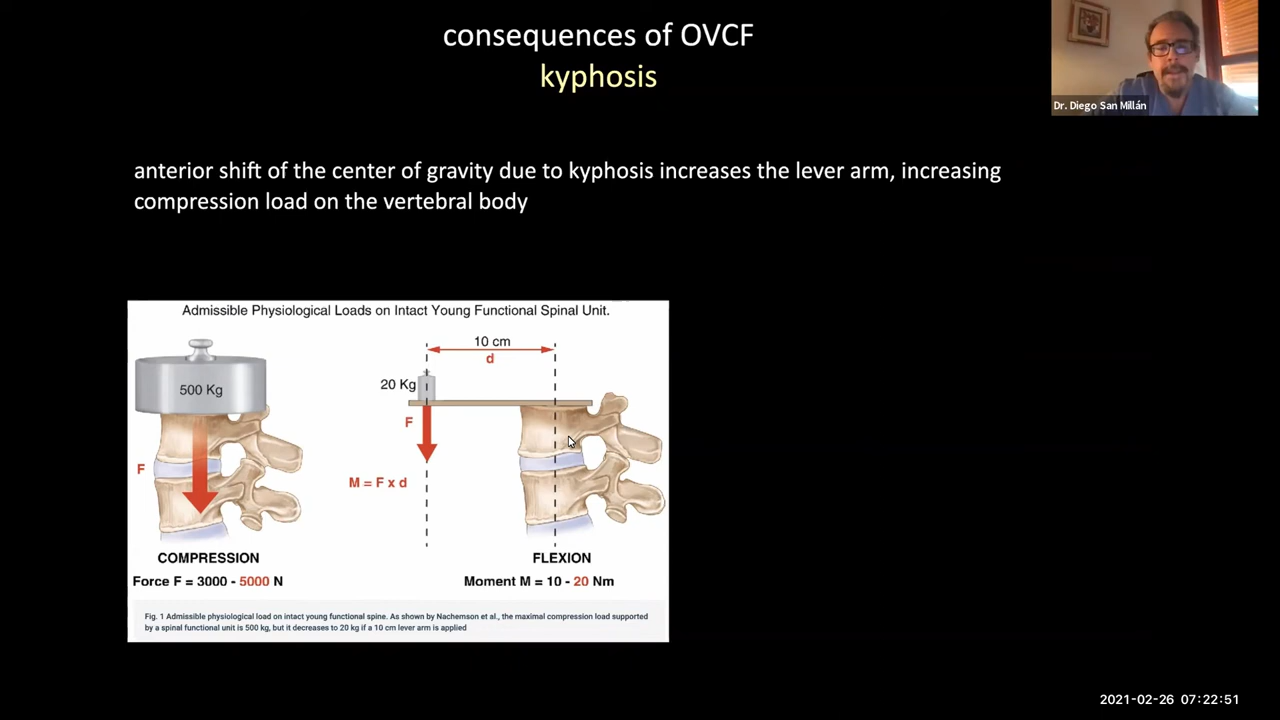 consequences of OVCF
kyphosis
Dr. Diego San Millán
anterior shift of the center of gravity due to kyphosis increases the lever arm, increasing
compression load on the vertebral body
Admissible Physiological Loads on Intact Young Functional Spinal Unit.
10 cm
d
500 Kg
20 Kg
F
F
M = F x d
COMPRESSION
FLEXION
Force F = 3000 - 5000 N
Moment M = 10 - 20 Nm
Fig. 1 Admissible physiological load on intact young functional spine. As shown by Nachemson et al., the maximal compression load supported
by a spinal functional unit is 500 kg, but it decreases to 20 kg if a 10 cm lever arm is applied
2021-02-26 07:22:51